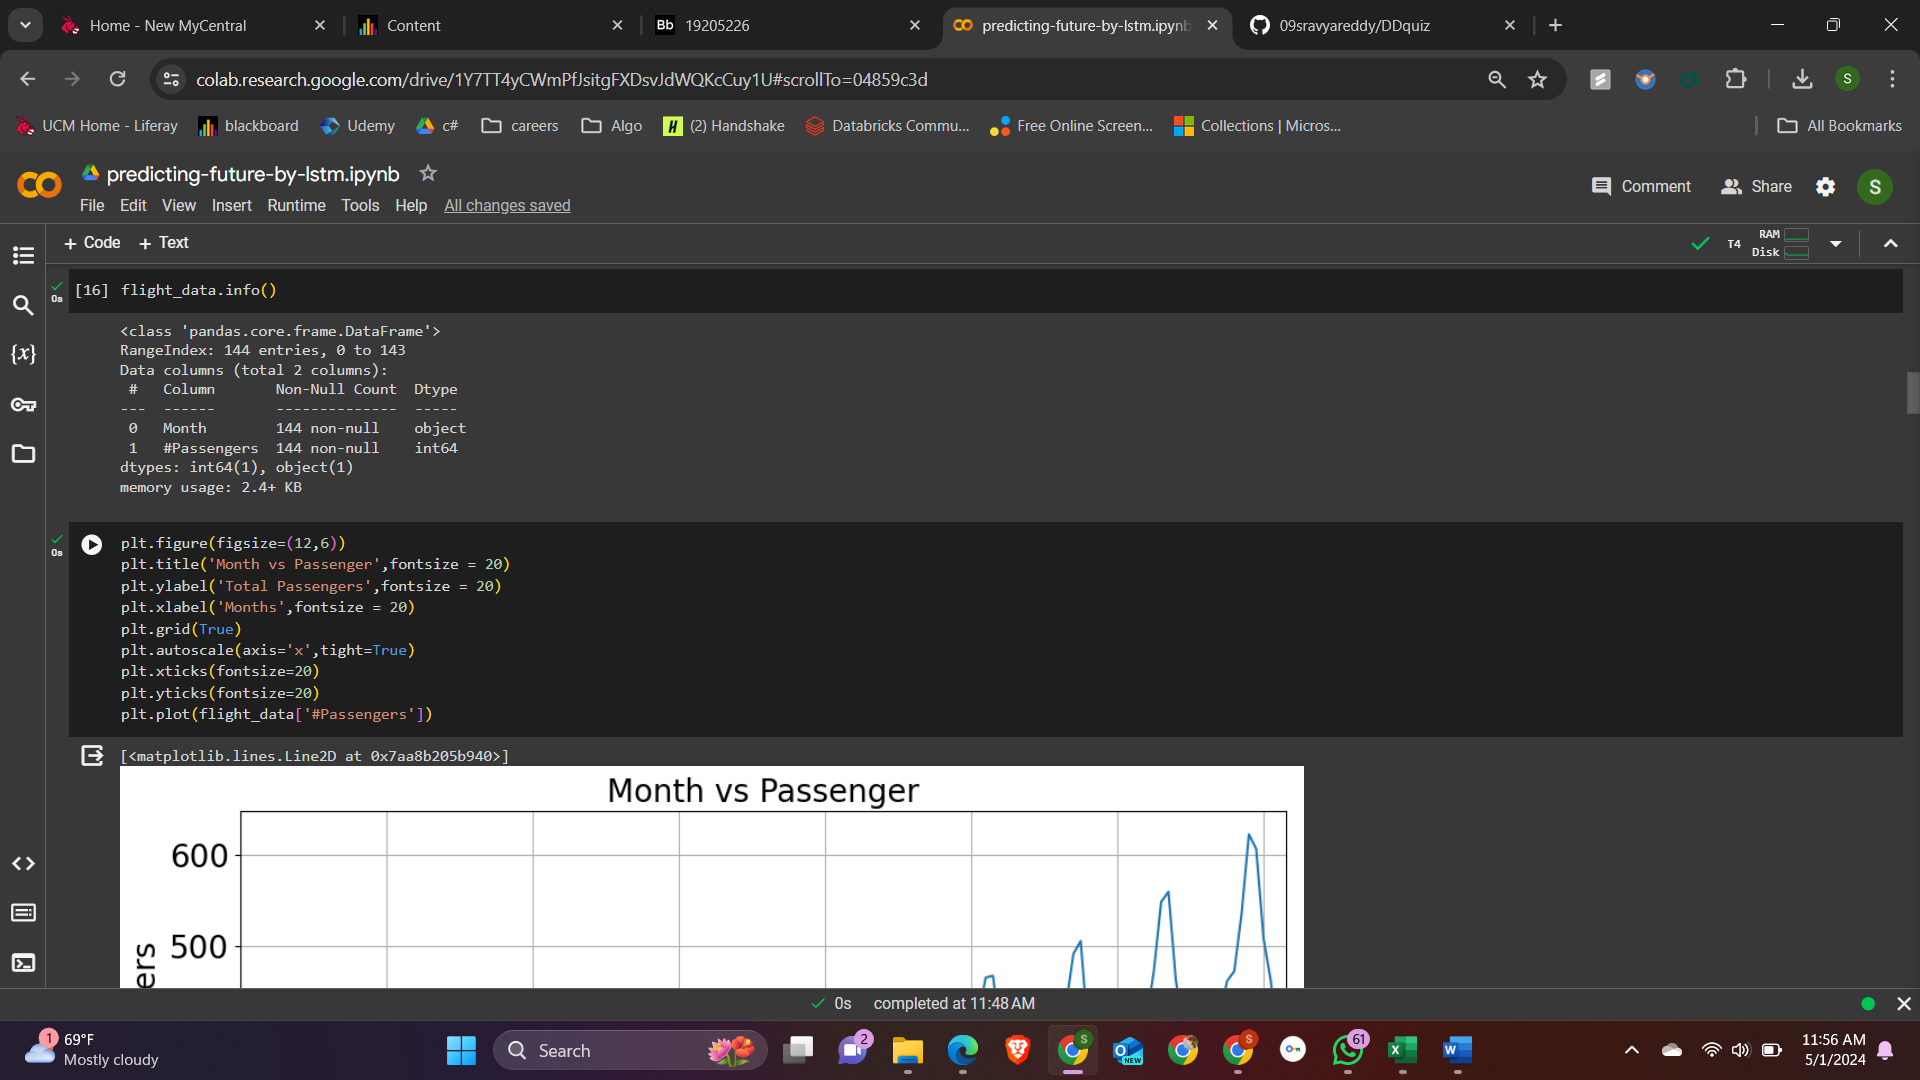 Home - New MyCentral
Content
Bb 19205226
predicting-future-by-lstm.ipynb
09sravyareddy/DDquiz
colab.research.google.com/drive/1Y7TT4yCWmPfJsitgFXDsvJdWQKcCuy1U#scrollTo=04859c3d
S
UCM Home - Liferay
blackboard
Udemy
c#
careers
Algo
(2) Handshake
Databricks Commu...
Free Online Screen...
Collections | Micros...
All Bookmarks
predicting-future-by-lstm.ipynb
Comment
Share
S
File Edit View Insert Runtime Tools Help All changes saved
+ Code + Text
T4 RAM
Disk
0s
[16] flight_data.info()
<class 'pandas.core.frame.DataFrame'>
RangeIndex: 144 entries, 0 to 143
Data columns (total 2 columns):
# Column Non-Null Count Dtype
--- ------ -------------- -----
0 Month 144 non-null object
1 #Passengers 144 non-null int64
dtypes: int64(1), object(1)
memory usage: 2.4+ KB
0s
plt.figure(figsize=(12,6))
plt.title('Month vs Passenger',fontsize = 20)
plt.ylabel('Total Passengers',fontsize = 20)
plt.xlabel('Months',fontsize = 20)
plt.grid(True)
plt.autoscale(axis='x',tight=True)
plt.xticks(fontsize=20)
plt.yticks(fontsize=20)
plt.plot(flight_data['#Passengers'])
[<matplotlib.lines.Line2D at 0x7aa8b205b940>]
Month vs Passenger
600
500
ers
0s completed at 11:48 AM
1
69°F
Mostly cloudy
Search
2
NEW
S
S
61
11:56 AM
5/1/2024